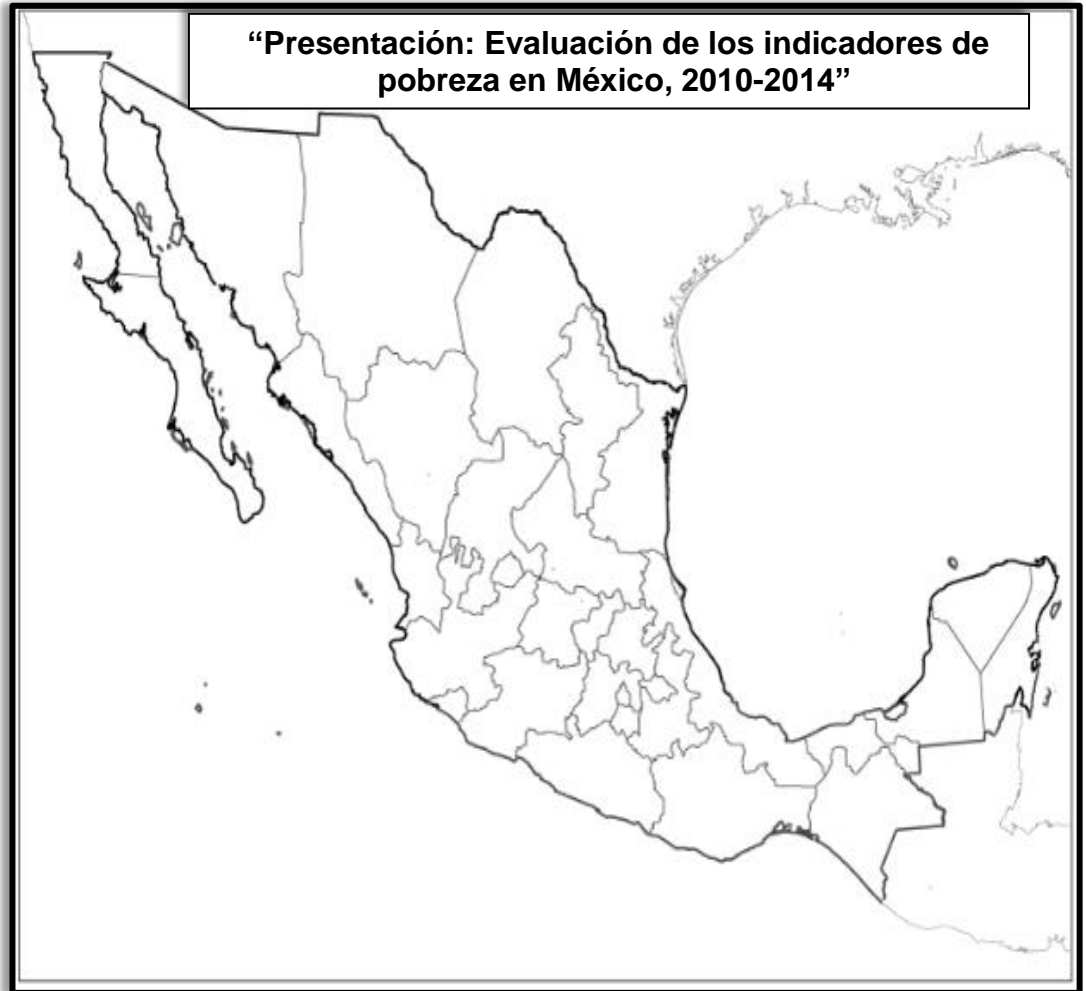 “Presentación: Evaluación de los indicadores de
pobreza en México, 2010-2014”